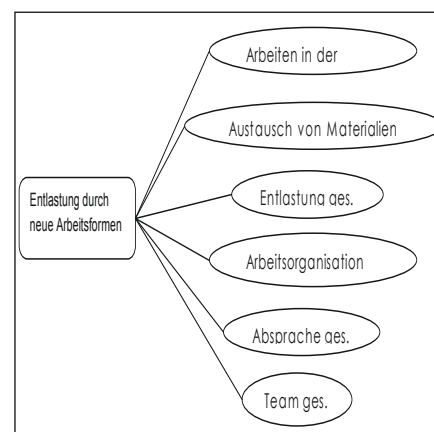 Arbeiten in der
Austausch von Materialien
Entlastung ges.
Entlastung durch
neue Arbeitsformen
Arbeitsorganisation
Absprache ges.
Team ges.